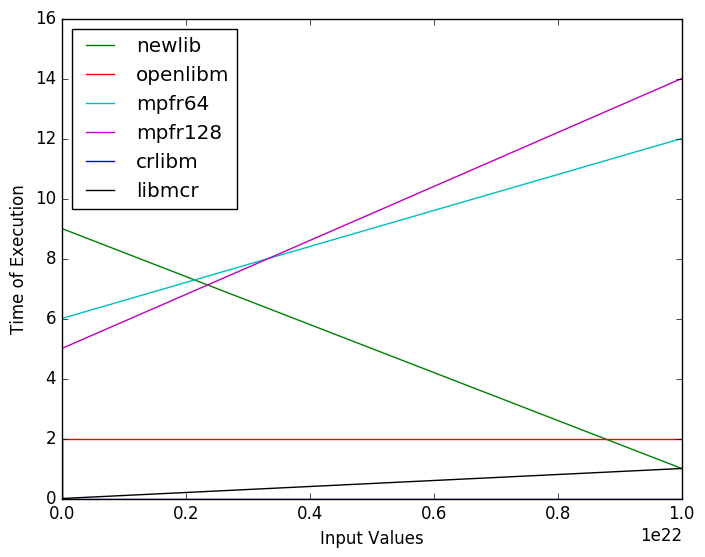 16
14
12
10
8
6
4
2
0
Time of Execution
newlib
openlibm
mpfr64
mpfr128
crlibm
libmcr
0.0 0.2 0.4 0.6 0.8 1.0
1e22
Input Values